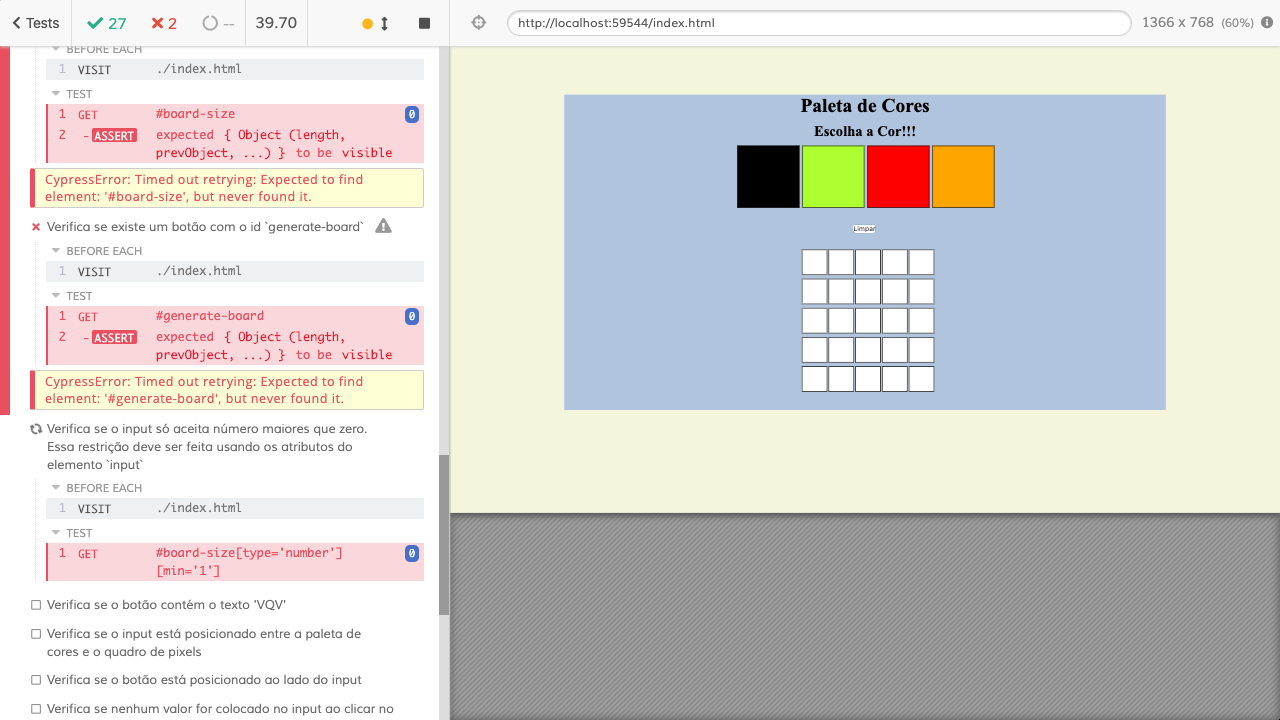 Tests
27
2
--
39.70
http://localhost:59544/index.html
1366 x 768 (60%)
BEFORE EACH
1 VISIT ./index.html
TEST
1 GET #board-size 0
2 -ASSERT expected { Object (length,
prevObject, ...) } to be visible
CypressError: Timed out retrying: Expected to find
element: '#board-size', but never found it.
Verifica se existe um botão com o id `generate-board`
BEFORE EACH
1 VISIT ./index.html
TEST
1 GET #generate-board 0
2 -ASSERT expected { Object (length,
prevObject, ...) } to be visible
CypressError: Timed out retrying: Expected to find
element: '#generate-board', but never found it.
Verifica se o input só aceita número maiores que zero.
Essa restrição deve ser feita usando os atributos do
elemento `input`
BEFORE EACH
1 VISIT ./index.html
TEST
1 GET #board-size[type='number'] 0
[min='1']
Verifica se o botão contém o texto 'VQV'
Verifica se o input está posicionado entre a paleta de
cores e o quadro de pixels
Verifica se o botão está posicionado ao lado do input
Verifica se nenhum valor for colocado no input ao clicar no
Paleta de Cores
Escolha a Cor!!!
Limpar